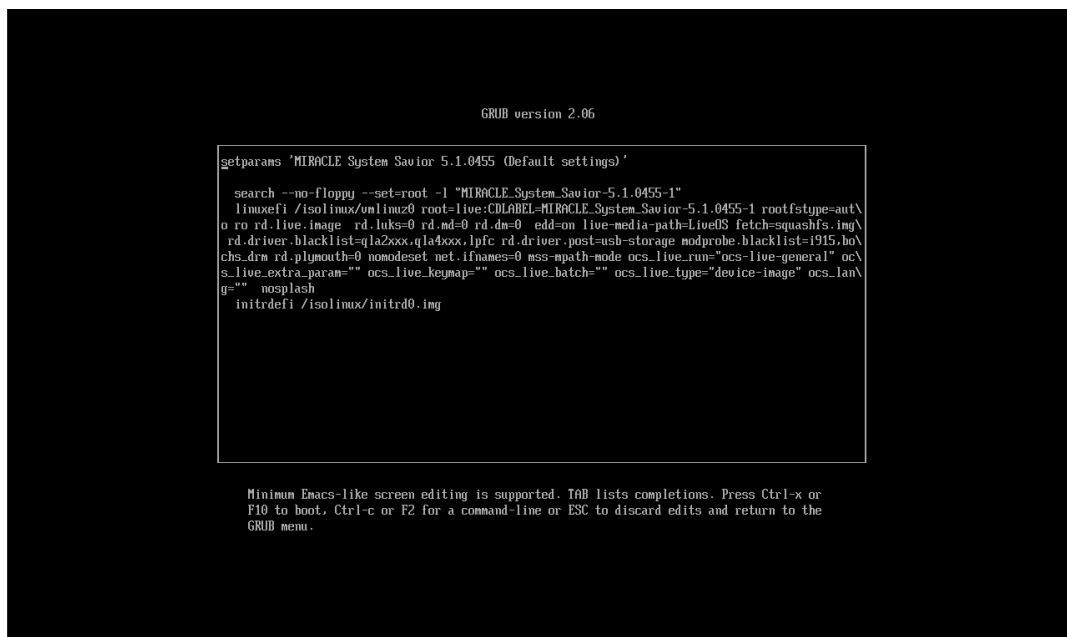 GRUB version 2.06
setparams 'MIRACLE System Savior 5.1.0455 (Default settings)'
search --no-floppy --set=root -l "MIRACLE_System_Savior-5.1.0455-1"
linuxefi /isolinux/vmlinuz0 root=live:CDLABEL=MIRACLE_System_Savior-5.1.0455-1 rootfstype=aut\
o ro rd.live.image  rd.luks=0 rd.md=0 rd.dm=0  edd=on live-media-path=LiveOS fetch=squashfs.img\
 rd.driver.blacklist=qla2xxx,qla4xxx,lpfc rd.driver.post=usb-storage modprobe.blacklist=i915,bo\
chs_drm rd.plymouth=0 nomodeset net.ifnames=0 mss-mpath-mode ocs_live_run="ocs-live-general" oc\
s_live_extra_param="" ocs_live_keymap="" ocs_live_batch="" ocs_live_type="device-image" ocs_lan\
g=""  nosplash
initrdefi /isolinux/initrd0.img
Minimum Emacs-like screen editing is supported. TAB lists completions. Press Ctrl-x or
F10 to boot, Ctrl-c or F2 for a command-line or ESC to discard edits and return to the
GRUB menu.